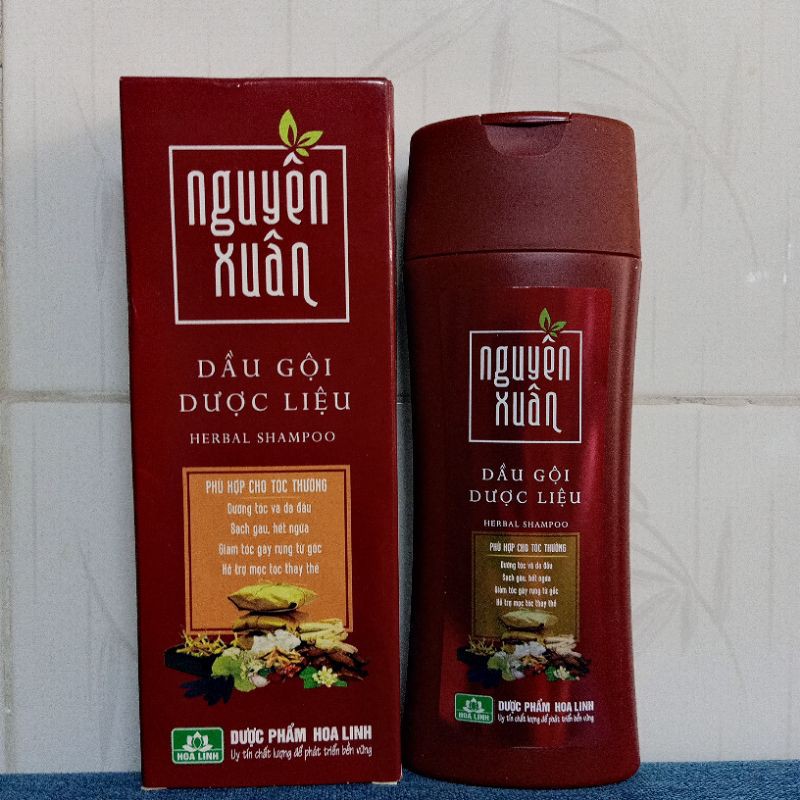 nguyên
xuân
DẦU GỘI
DƯỢC LIỆU
HERBAL SHAMPOO
PHÙ HỢP CHO TÓC THƯỜNG
Dưỡng tóc và da đầu
Sạch gàu, hết ngứa
Giảm tóc gãy rụng từ gốc
Hỗ trợ mọc tóc thay thế
HOA LINH
DƯỢC PHẨM HOA LINH
Uy tín chất lượng để phát triển bền vững
nguyên
xuân
DẦU GỘI
DƯỢC LIỆU
HERBAL SHAMPOO
PHÙ HỢP CHO TÓC THƯỜNG
Dưỡng tóc và da đầu
Sạch gàu, hết ngứa
Giảm tóc gãy rụng từ gốc
Hỗ trợ mọc tóc thay thế
HOA LINH
DƯỢC PHẨM HOA LINH
Uy tín chất lượng để phát triển bền vững